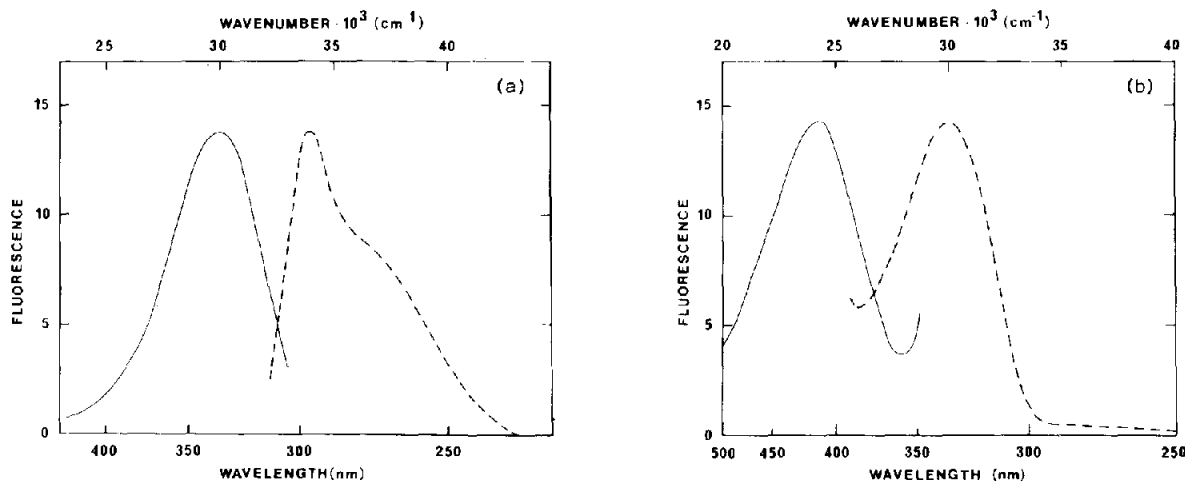 WAVENUMBER · 10³ (cm⁻¹)
25 30 35 40
(a)
15
10
5
0
FLUORESCENCE
400 350 300 250
WAVELENGTH (nm)
WAVENUMBER · 10³ (cm⁻¹)
20 25 30 35 40
(b)
15
10
5
0
FLUORESCENCE
500 450 400 350 300 250
WAVELENGTH (nm)